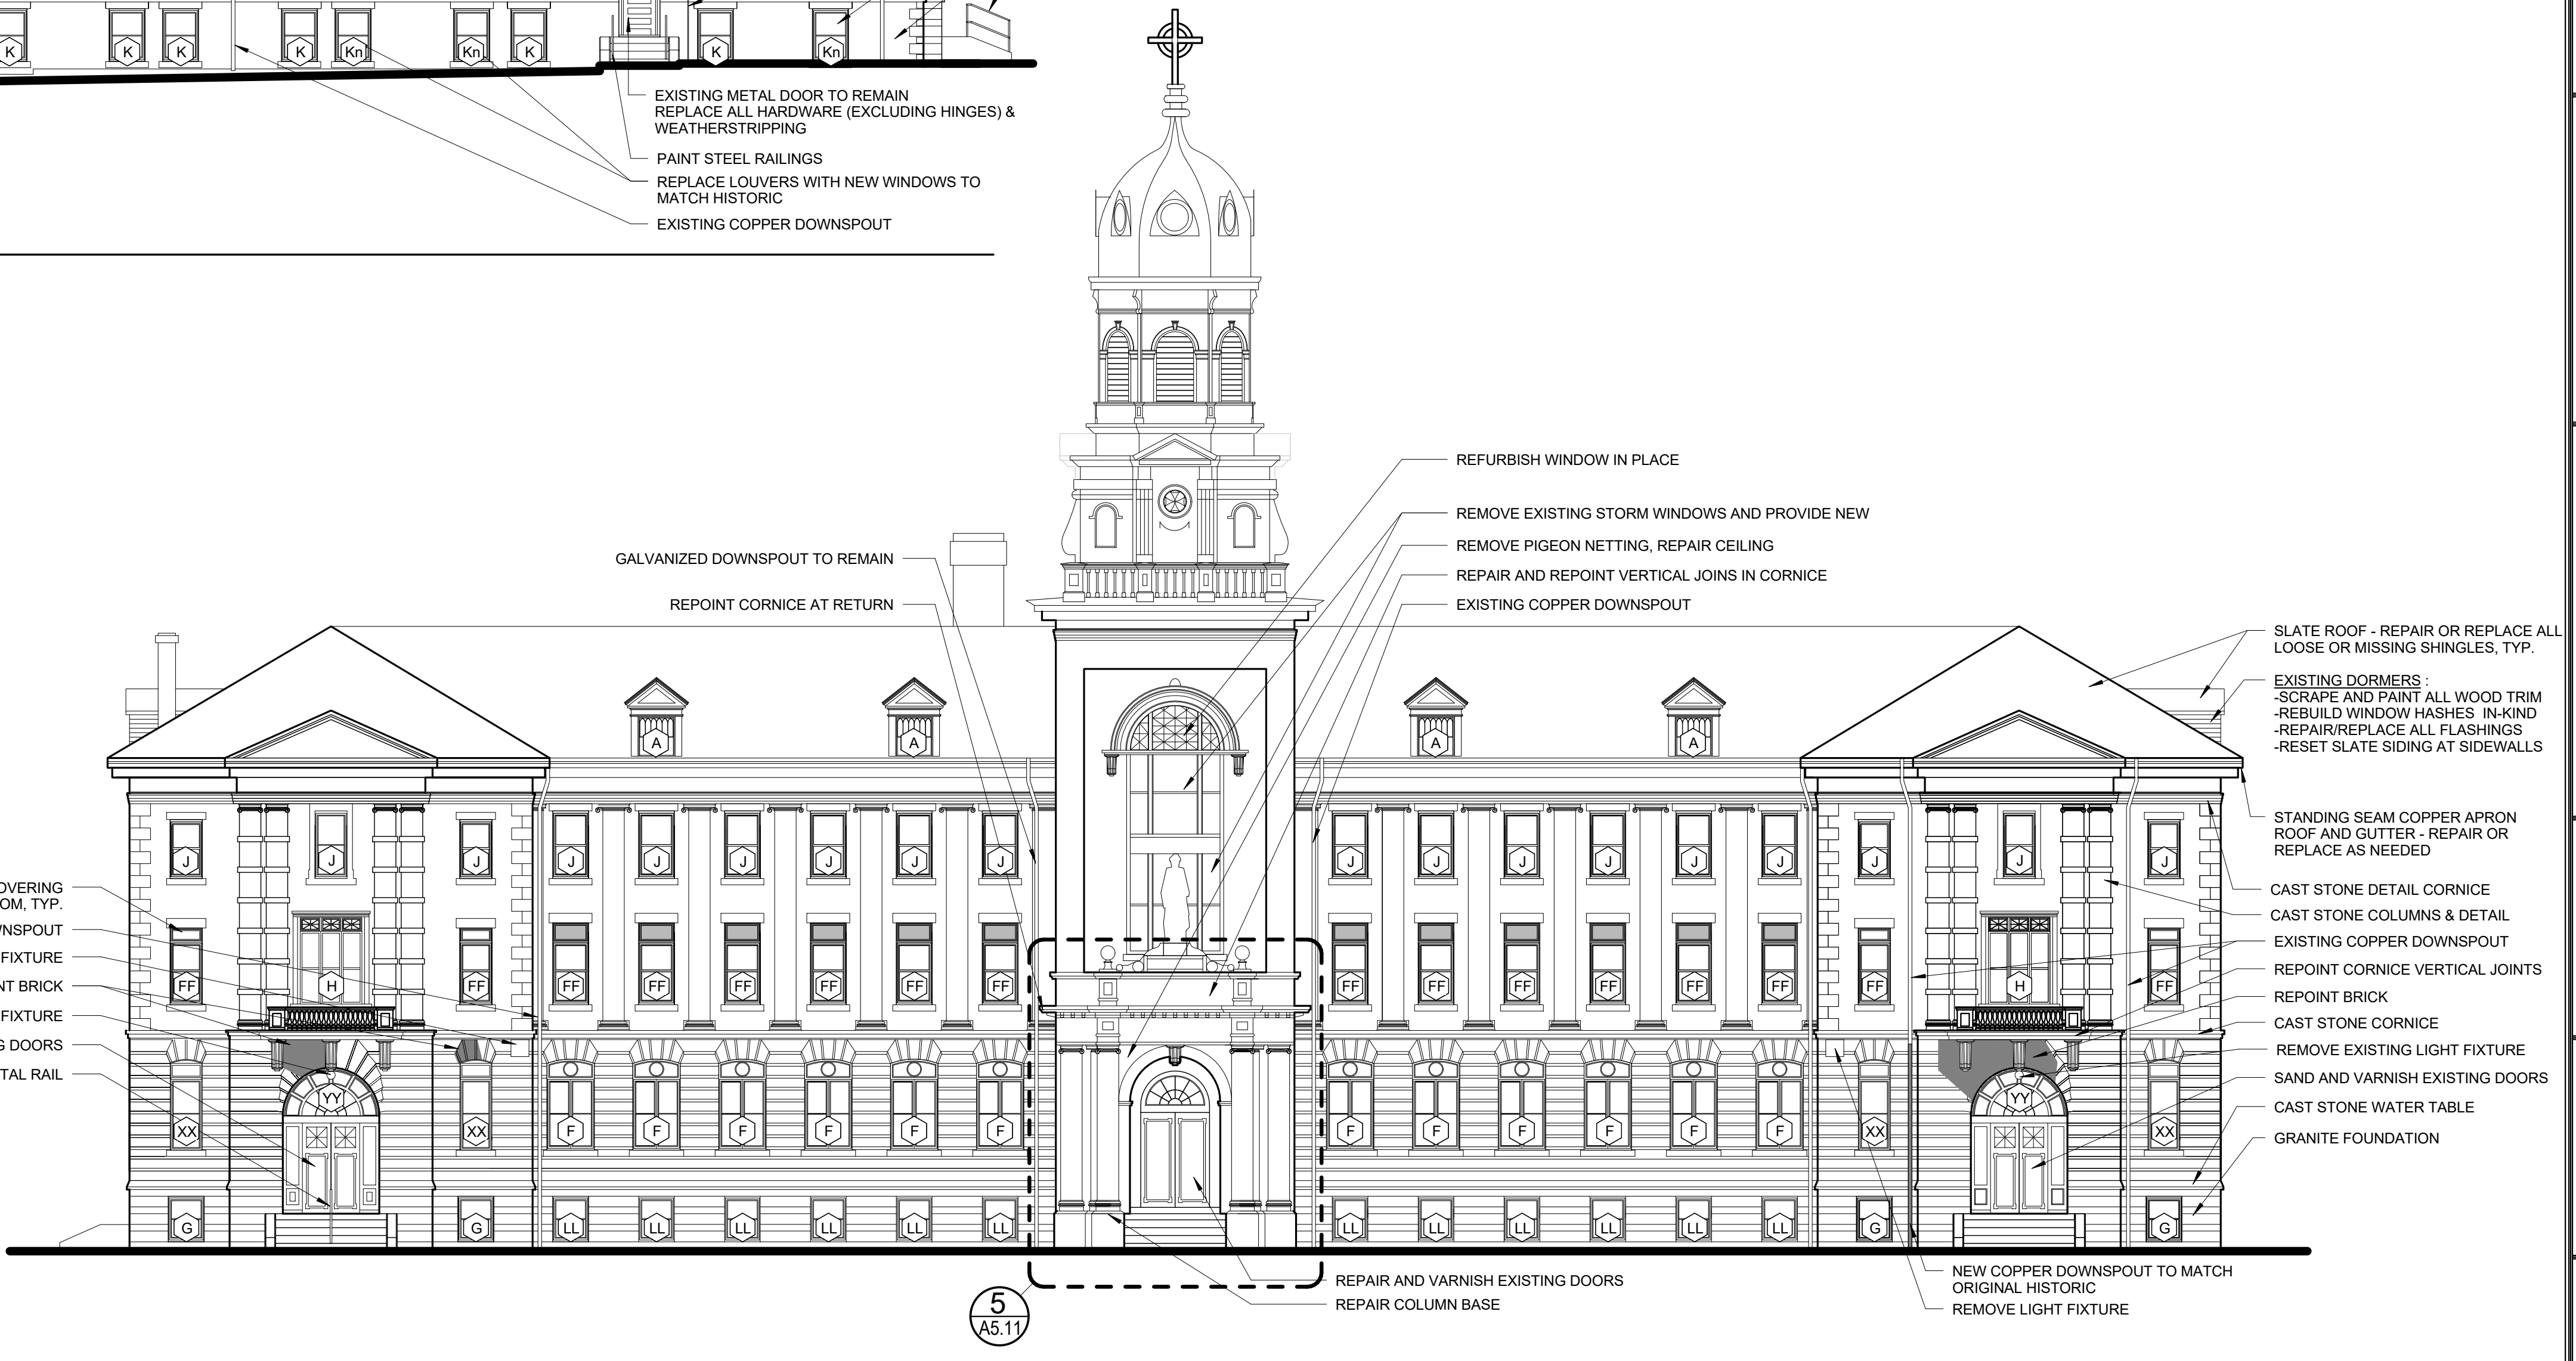 K K K K Kn Kn K K Kn
EXISTING METAL DOOR TO REMAIN
REPLACE ALL HARDWARE (EXCLUDING HINGES) &
WEATHERSTRIPPING
PAINT STEEL RAILINGS
REPLACE LOUVERS WITH NEW WINDOWS TO
MATCH HISTORIC
EXISTING COPPER DOWNSPOUT
REFURBISH WINDOW IN PLACE
REMOVE EXISTING STORM WINDOWS AND PROVIDE NEW
REMOVE PIGEON NETTING, REPAIR CEILING
REPAIR AND REPOINT VERTICAL JOINS IN CORNICE
EXISTING COPPER DOWNSPOUT
GALVANIZED DOWNSPOUT TO REMAIN
REPOINT CORNICE AT RETURN
SLATE ROOF - REPAIR OR REPLACE ALL
LOOSE OR MISSING SHINGLES, TYP.
EXISTING DORMERS :
-SCRAPE AND PAINT ALL WOOD TRIM
-REBUILD WINDOW HASHES IN-KIND
-REPAIR/REPLACE ALL FLASHINGS
-RESET SLATE SIDING AT SIDEWALLS
STANDING SEAM COPPER APRON
ROOF AND GUTTER - REPAIR OR
REPLACE AS NEEDED
CAST STONE DETAIL CORNICE
CAST STONE COLUMNS & DETAIL
EXISTING COPPER DOWNSPOUT
REPOINT CORNICE VERTICAL JOINTS
REPOINT BRICK
CAST STONE CORNICE
REMOVE EXISTING LIGHT FIXTURE
SAND AND VARNISH EXISTING DOORS
CAST STONE WATER TABLE
GRANITE FOUNDATION
OVERING
OM, TYP.
WNSPOUT
FIXTURE
NT BRICK
FIXTURE
G DOORS
TAL RAIL
A A A A
J J J J J J J J J J J J J J J J J J
FF H FF FF FF FF FF FF FF FF FF FF FF FF FF FF H FF
XX YY XX F F F F F F F F F F F F XX YY XX
G G LL LL LL LL LL LL LL LL LL LL LL LL G G
REPAIR AND VARNISH EXISTING DOORS
REPAIR COLUMN BASE
5
A5.11
NEW COPPER DOWNSPOUT TO MATCH
ORIGINAL HISTORIC
REMOVE LIGHT FIXTURE